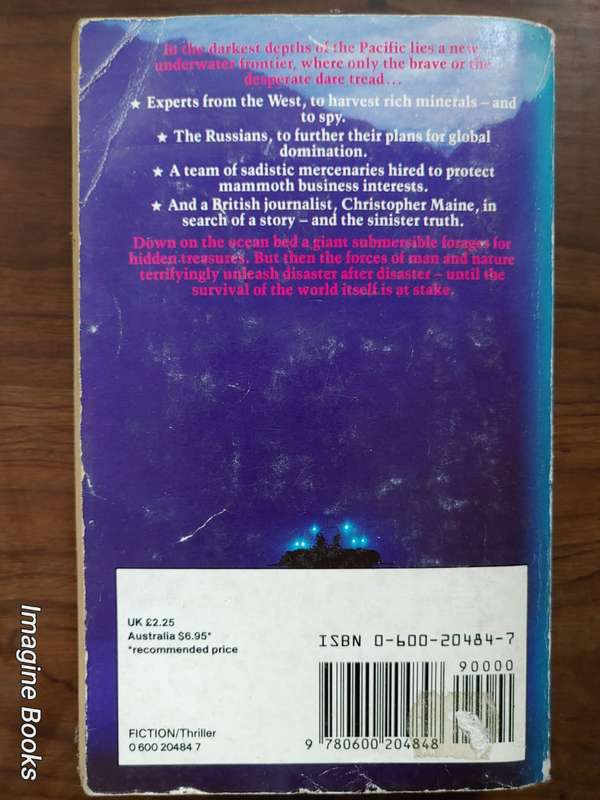 In the darkest depths of the Pacific lies a new
underwater frontier, where only the brave or the
desperate dare tread...
★ Experts from the West, to harvest rich minerals – and
to spy.
★ The Russians, to further their plans for global
domination.
★ A team of sadistic mercenaries hired to protect
mammoth business interests.
★ And a British journalist, Christopher Maine, in
search of a story – and the sinister truth.
Down on the ocean bed a giant submersible forages for
hidden treasures. But then the forces of man and nature
terrifyingly unleash disaster after disaster – until the
survival of the world itself is at stake.
UK £2.25
Australia $6.95*
*recommended price
FICTION/Thriller
0 600 20484 7
ISBN 0-600-20484-7
90000
9 780600 204848
Imagine Books